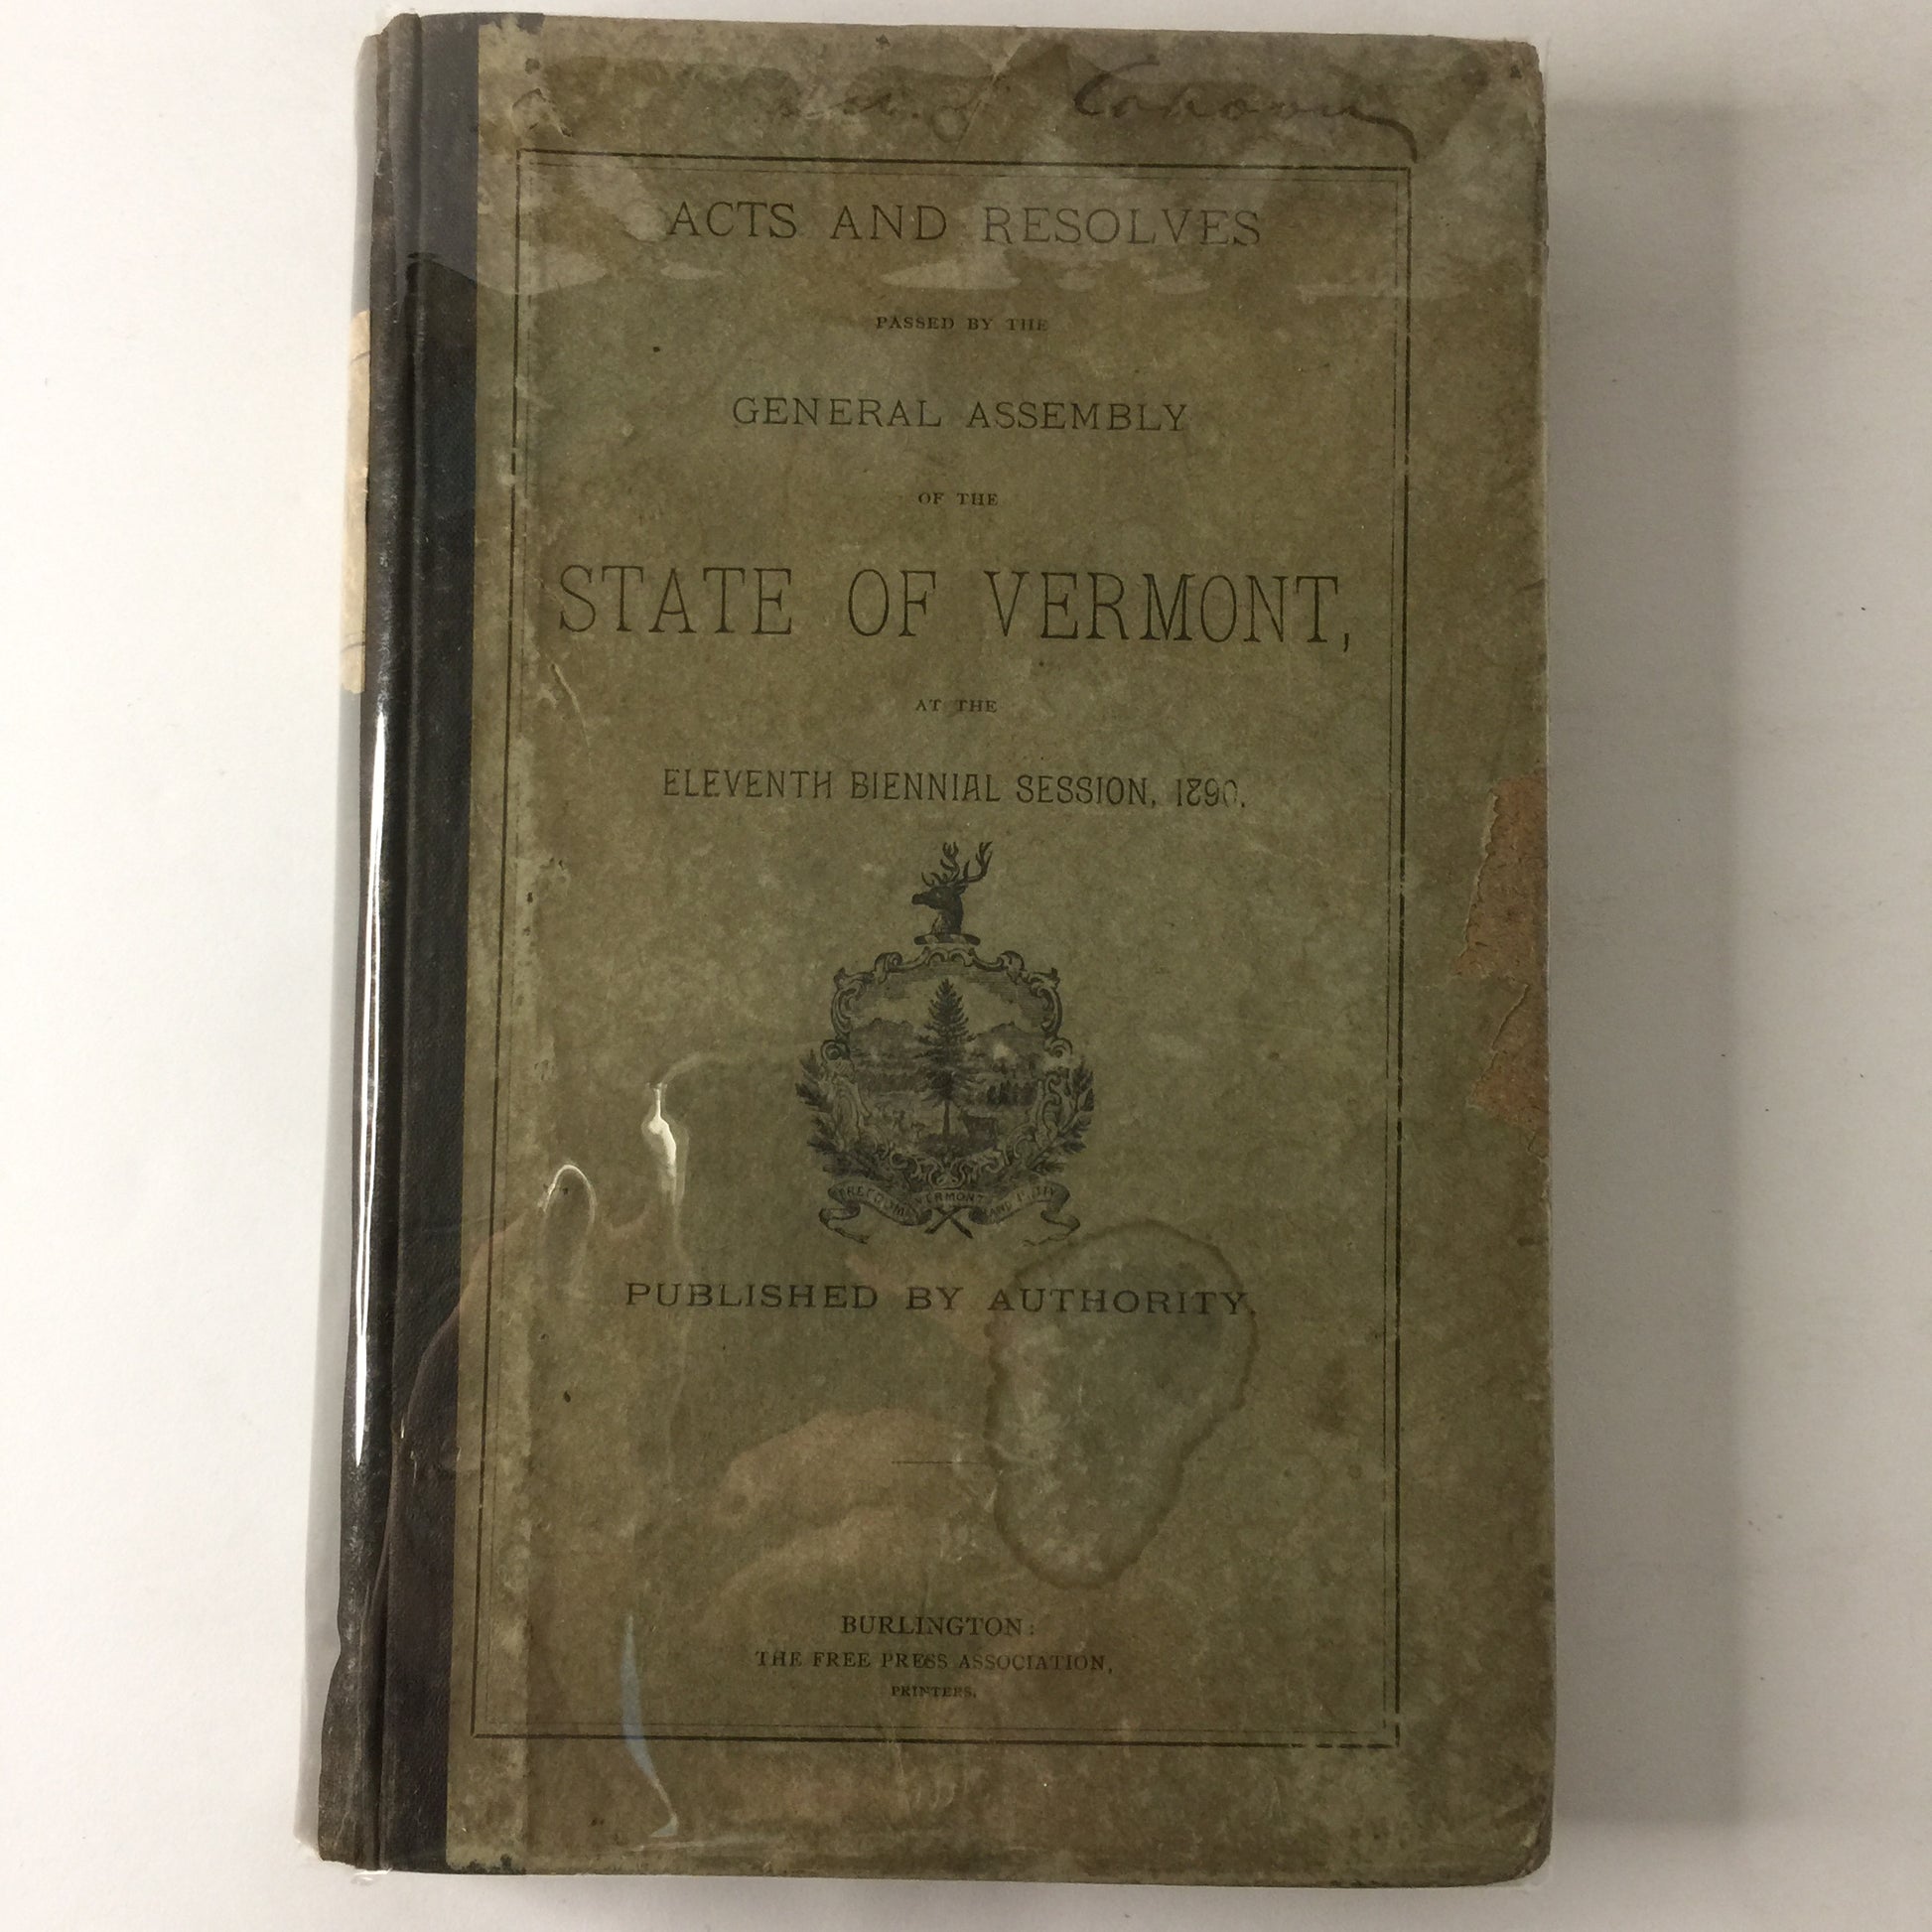 ACTS AND RESOLVES
PASSED BY THE
GENERAL ASSEMBLY
OF THE
STATE OF VERMONT,
AT THE
ELEVENTH BIENNIAL SESSION, 1890.
FREEDOM VERMONT AND UNITY
PUBLISHED BY AUTHORITY.
BURLINGTON:
THE FREE PRESS ASSOCIATION,
PRINTERS.